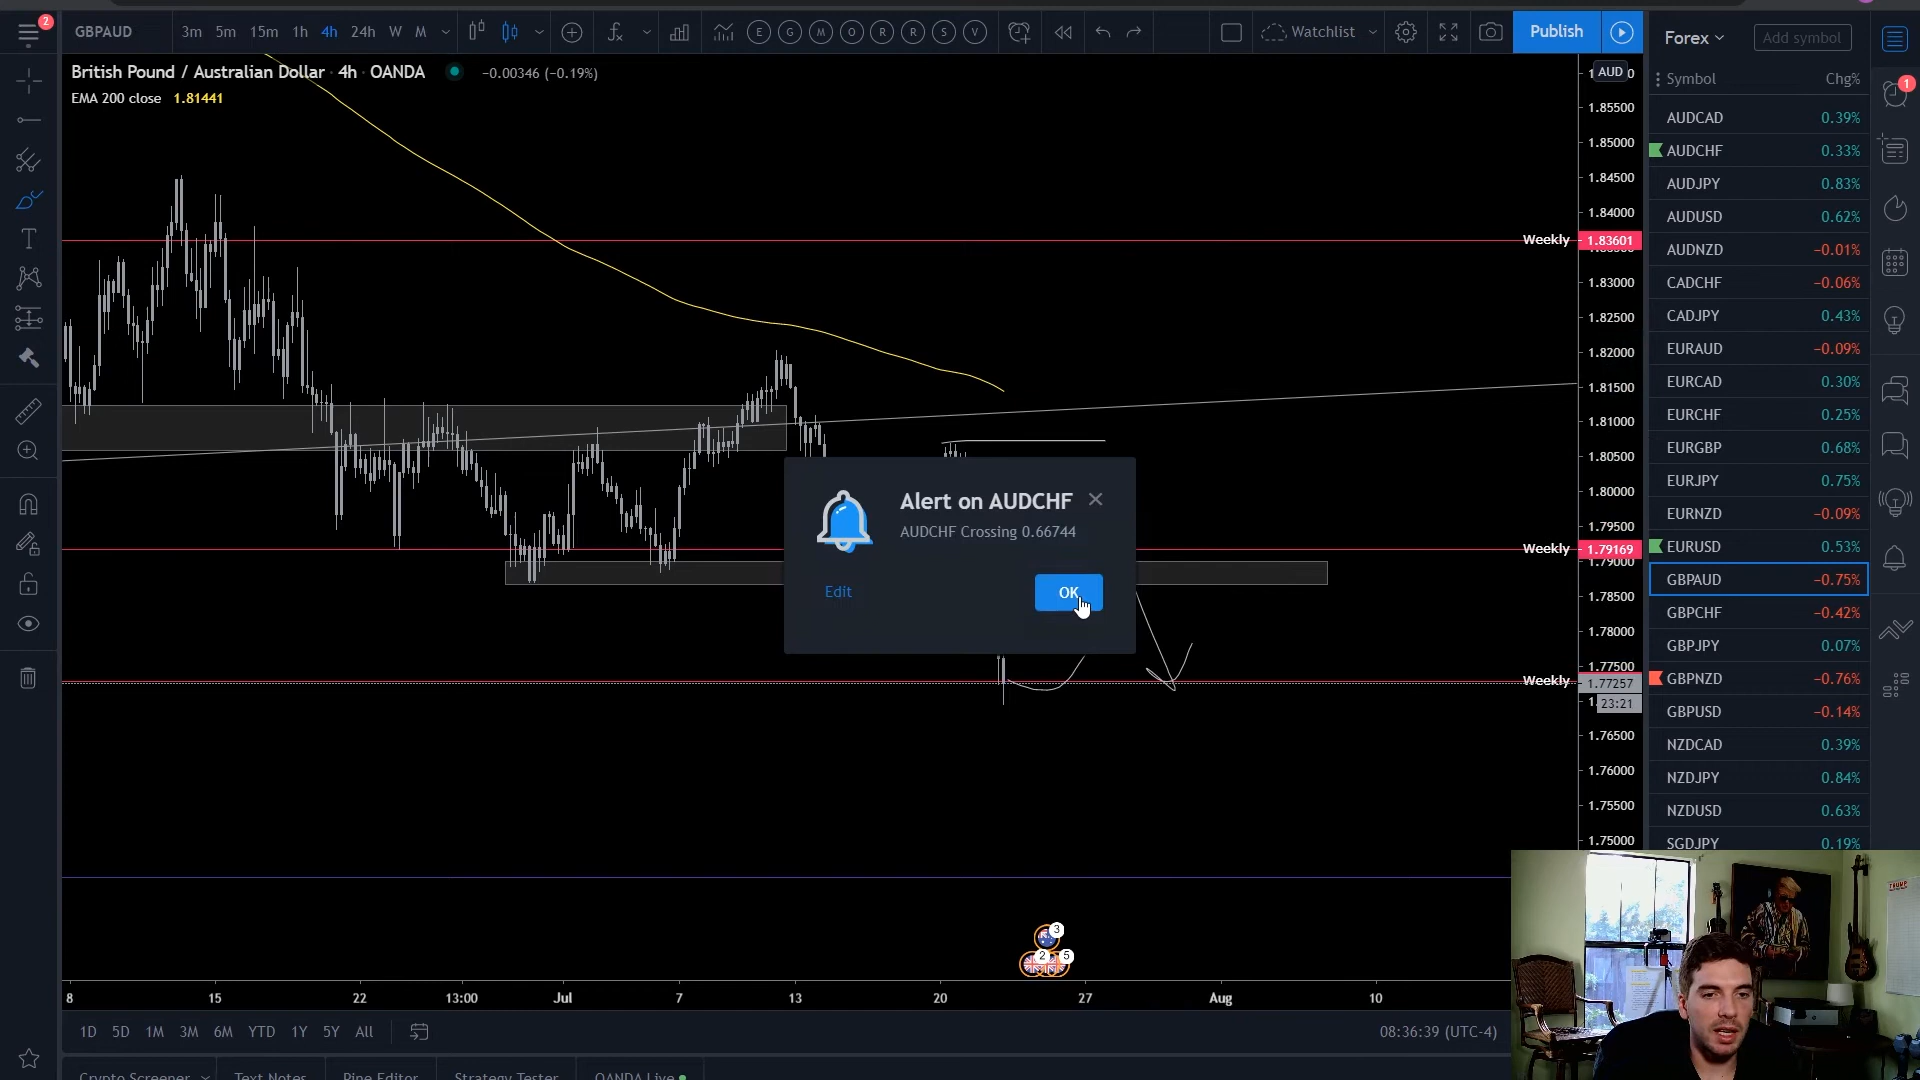 2
GBPAUD 3m 5m 15m 1h 4h 24h W M E G M O R R S V Watchlist Publish Forex Add symbol
British Pound / Australian Dollar · 4h · OANDA −0.00346 (−0.19%)
EMA 200 close 1.81441
AUD
1.85500
1.85000
1.84500
1.84000
Weekly 1.83601
1.83000
1.82500
1.82000
1.81500
1.81000
1.80500
1.80000
1.79500
Weekly 1.79169
1.79000
1.78500
1.78000
1.77500
Weekly 1.77257
23:21
1.76500
1.76000
1.75500
1.75000
Alert on AUDCHF
AUDCHF Crossing 0.66744
Edit OK
3
2 5
8 15 22 13:00 Jul 7 13 20 27 Aug 10
1D 5D 1M 3M 6M YTD 1Y 5Y All 08:36:39 (UTC-4)
Crypto Screener Text Notes Pine Editor Strategy Tester OANDA Live
Symbol Chg%
1
AUDCAD 0.39%
AUDCHF 0.33%
AUDJPY 0.83%
AUDUSD 0.62%
AUDNZD −0.01%
CADCHF −0.06%
CADJPY 0.43%
EURAUD −0.09%
EURCAD 0.30%
EURCHF 0.25%
EURGBP 0.68%
EURJPY 0.75%
EURNZD −0.09%
EURUSD 0.53%
GBPAUD −0.75%
GBPCHF −0.42%
GBPJPY 0.07%
GBPNZD −0.76%
GBPUSD −0.14%
NZDCAD 0.39%
NZDJPY 0.84%
NZDUSD 0.63%
SGDJPY 0.19%
TRUMP